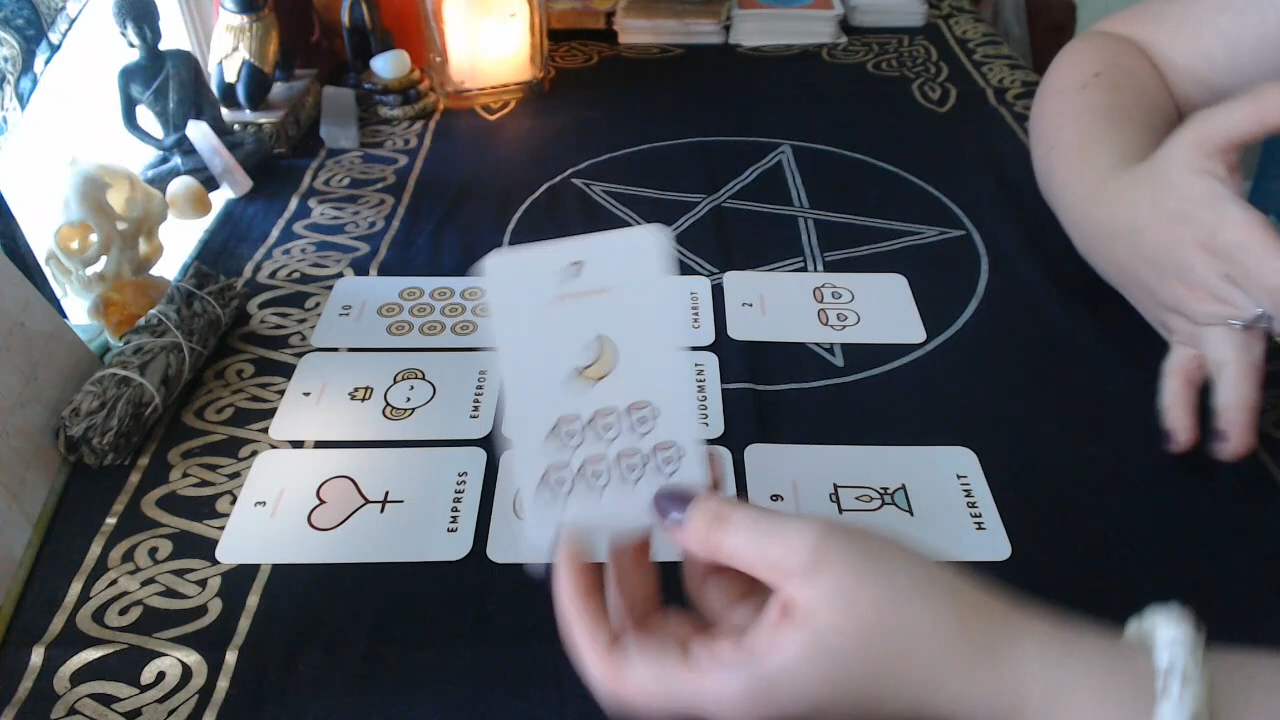 10
CHARIOT
2
4
EMPEROR
JUDGMENT
3
EMPRESS
9
HERMIT